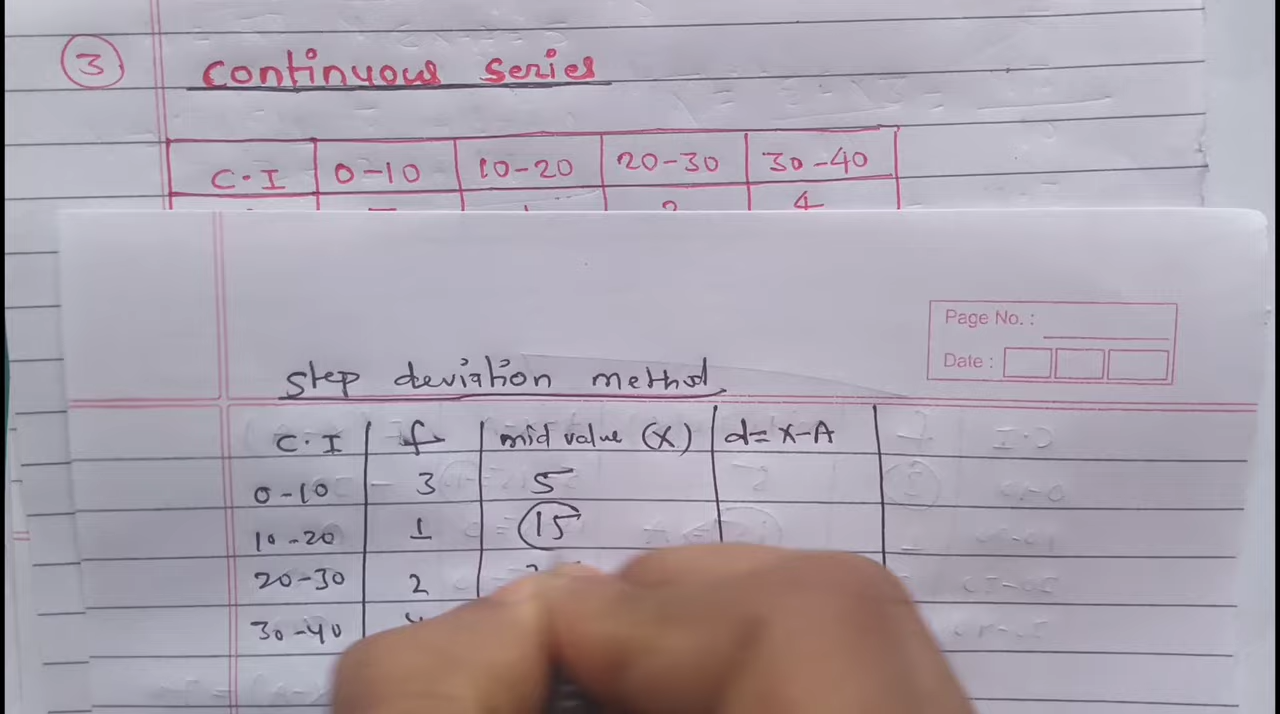 3 Continuous series
C.I 0-10 10-20 20-30 30-40
4
Page No. :
Date :
Step deviation method
C.I f mid value (X) d=X-A
0-10 3 5
10-20 1 15
20-30 2
30-40